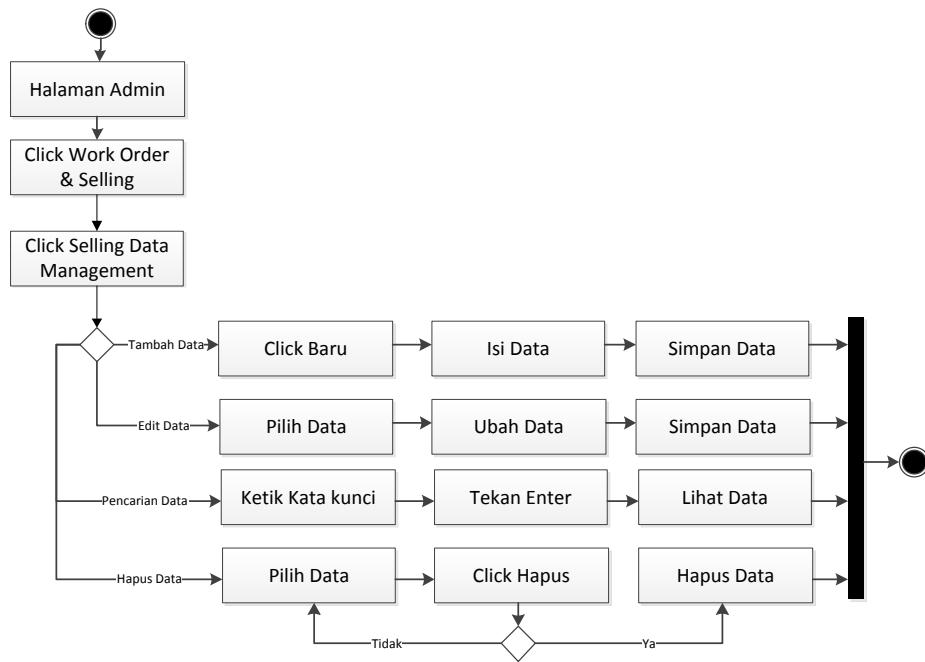 Halaman Admin
Click Work Order
& Selling
Click Selling Data
Management
Tambah Data
Click Baru
Isi Data
Simpan Data
Edit Data
Pilih Data
Ubah Data
Simpan Data
Pencarian Data
Ketik Kata kunci
Tekan Enter
Lihat Data
Hapus Data
Pilih Data
Click Hapus
Hapus Data
Tidak
Ya